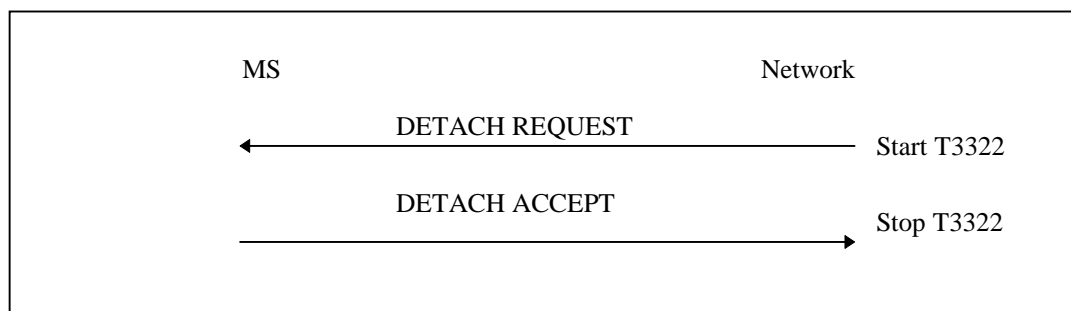 MS
Network
DETACH REQUEST
Start T3322
DETACH ACCEPT
Stop T3322